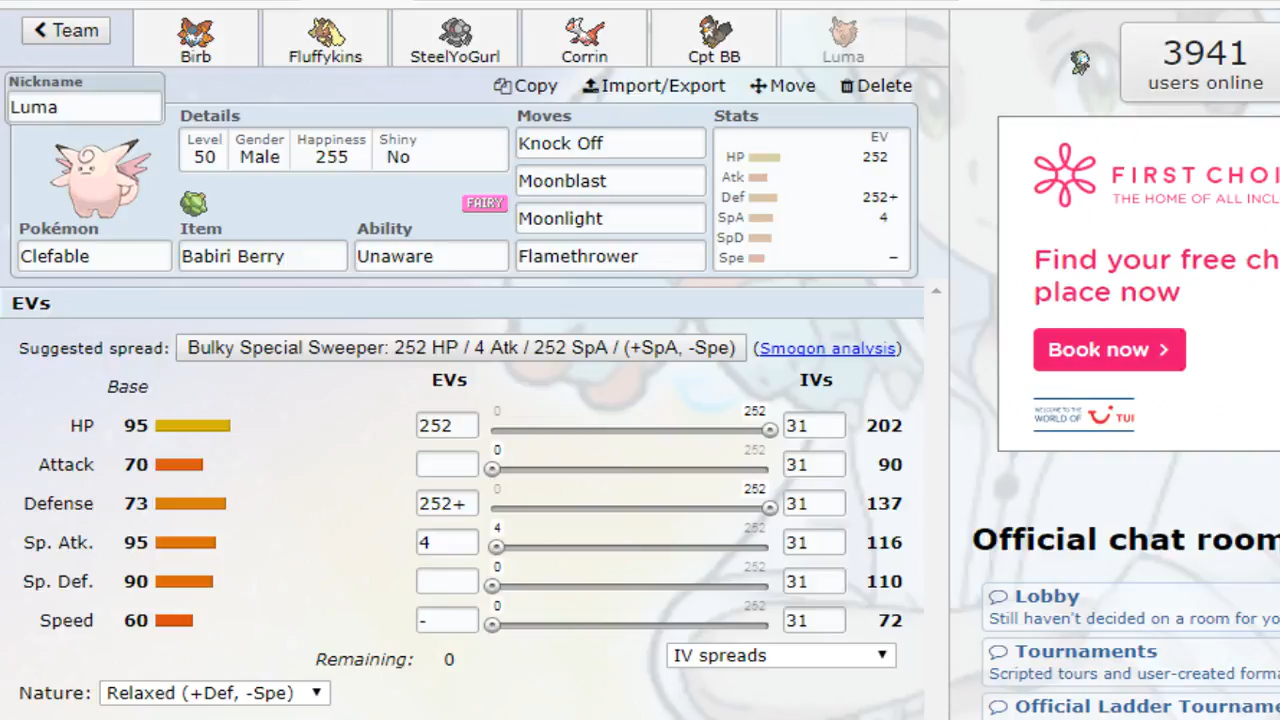 Team
Birb
Fluffykins
SteelYoGurl
Corrin
Cpt BB
Luma
3941
users online
Nickname
Luma
Copy
Import/Export
Move
Delete
Details
Level
50
Gender
Male
Happiness
255
Shiny
No
FAIRY
Pokémon
Clefable
Item
Babiri Berry
Ability
Unaware
Moves
Knock Off
Moonblast
Moonlight
Flamethrower
Stats
EV
HP 252
Atk
Def 252+
SpA 4
SpD
Spe –
EVs
Suggested spread: Bulky Special Sweeper: 252 HP / 4 Atk / 252 SpA / (+SpA, -Spe) (Smogon analysis)
Base EVs IVs
HP 95 252 0 252 31 202
Attack 70 0 252 31 90
Defense 73 252+ 0 252 31 137
Sp. Atk. 95 4 4 252 31 116
Sp. Def. 90 0 252 31 110
Speed 60 - 0 252 31 72
Remaining: 0
IV spreads
Nature: Relaxed (+Def, -Spe)
FIRST CHOI
THE HOME OF ALL INCL
Find your free ch
place now
Book now
WELCOME TO THE
WORLD OF TUI
Official chat room
Lobby
Still haven't decided on a room for yo
Tournaments
Scripted tours and user-created forma
Official Ladder Tourname